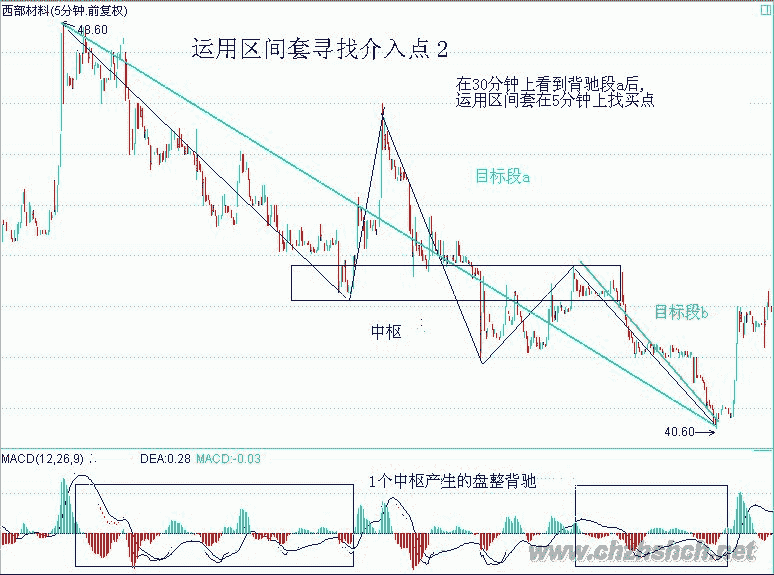 西部材料(5分钟.前复权)
48.60
运用区间套寻找介入点2
在30分钟上看到背驰段a后,
运用区间套在5分钟上找买点
目标段a
目标段b
中枢
40.60
MACD(12,26,9) DEA:0.28 MACD:-0.03
1个中枢产生的盘整背驰
www.chzhshch.net